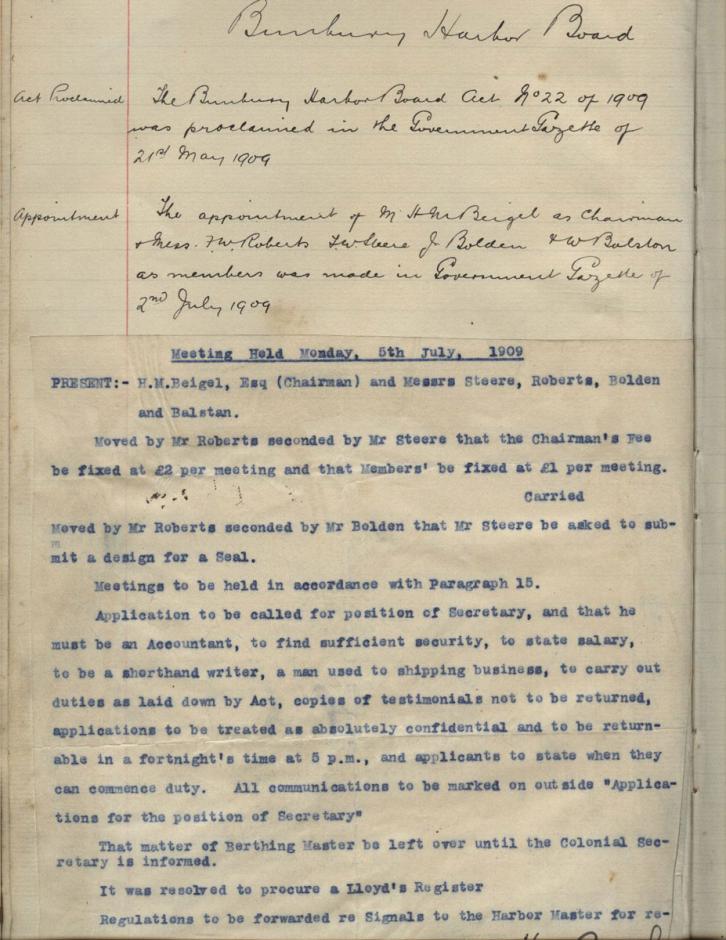 Bunbury Harbor Board
Act Proclaimed
The Bunbury Harbor Board Act No 22 of 1909
was proclaimed in the Government Gazette of
21st May 1909
Appointment
The appointment of M H M Beigel as Chairman
& Mess. F.W. Roberts F.W. Steere J Bolden & W Balston
as members was made in Government Gazette of
2nd July 1909
Meeting Held Monday, 5th July, 1909
PRESENT:- H.M.Beigel, Esq (Chairman) and Messrs Steere, Roberts, Bolden
and Balstan.
Moved by Mr Roberts seconded by Mr Steere that the Chairman's Fee
be fixed at £2 per meeting and that Members' be fixed at £1 per meeting.
Carried
Moved by Mr Roberts seconded by Mr Bolden that Mr Steere be asked to sub-
mit a design for a Seal.
Meetings to be held in accordance with Paragraph 15.
Application to be called for position of Secretary, and that he
must be an Accountant, to find sufficient security, to state salary,
to be a shorthand writer, a man used to shipping business, to carry out
duties as laid down by Act, copies of testimonials not to be returned,
applications to be treated as absolutely confidential and to be return-
able in a fortnight's time at 5 p.m., and applicants to state when they
can commence duty. All communications to be marked on outside "Applica-
tions for the position of Secretary"
That matter of Berthing Master be left over until the Colonial Sec-
retary is informed.
It was resolved to procure a Lloyd's Register
Regulations to be forwarded re Signals to the Harbor Master for re-